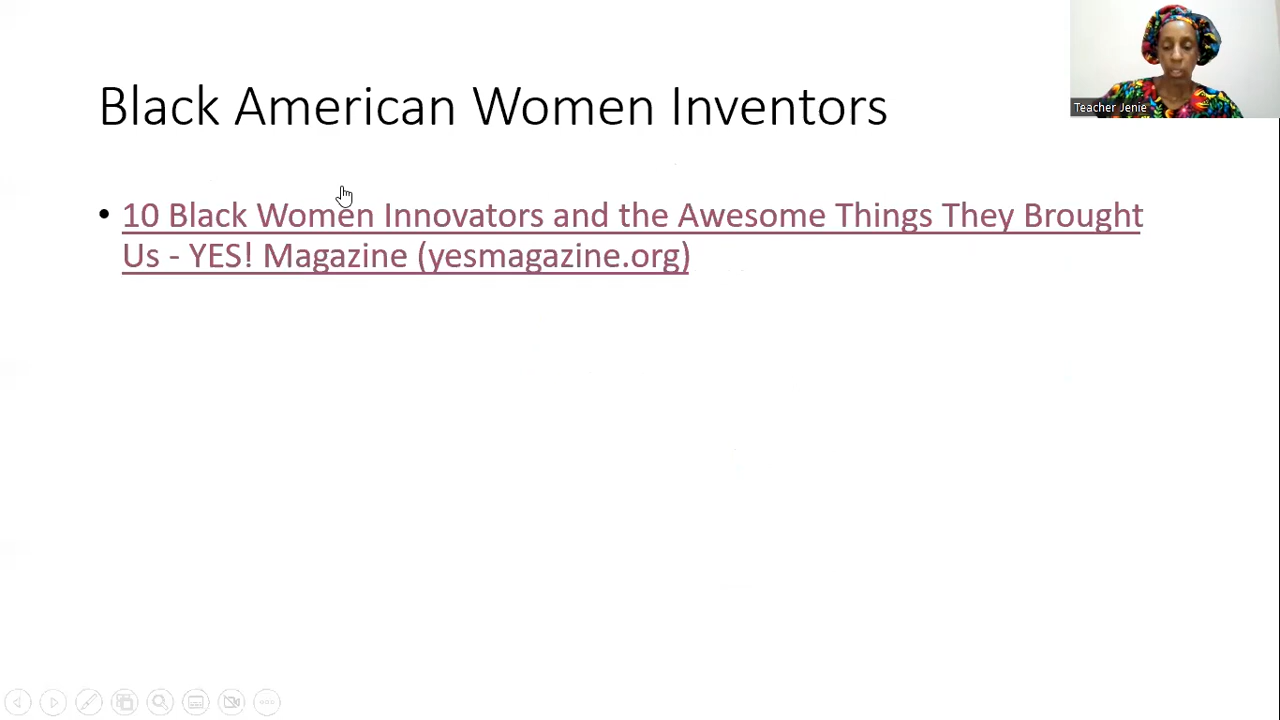 Teacher Jenie
Black American Women Inventors
• 10 Black Women Innovators and the Awesome Things They Brought
Us - YES! Magazine (yesmagazine.org)